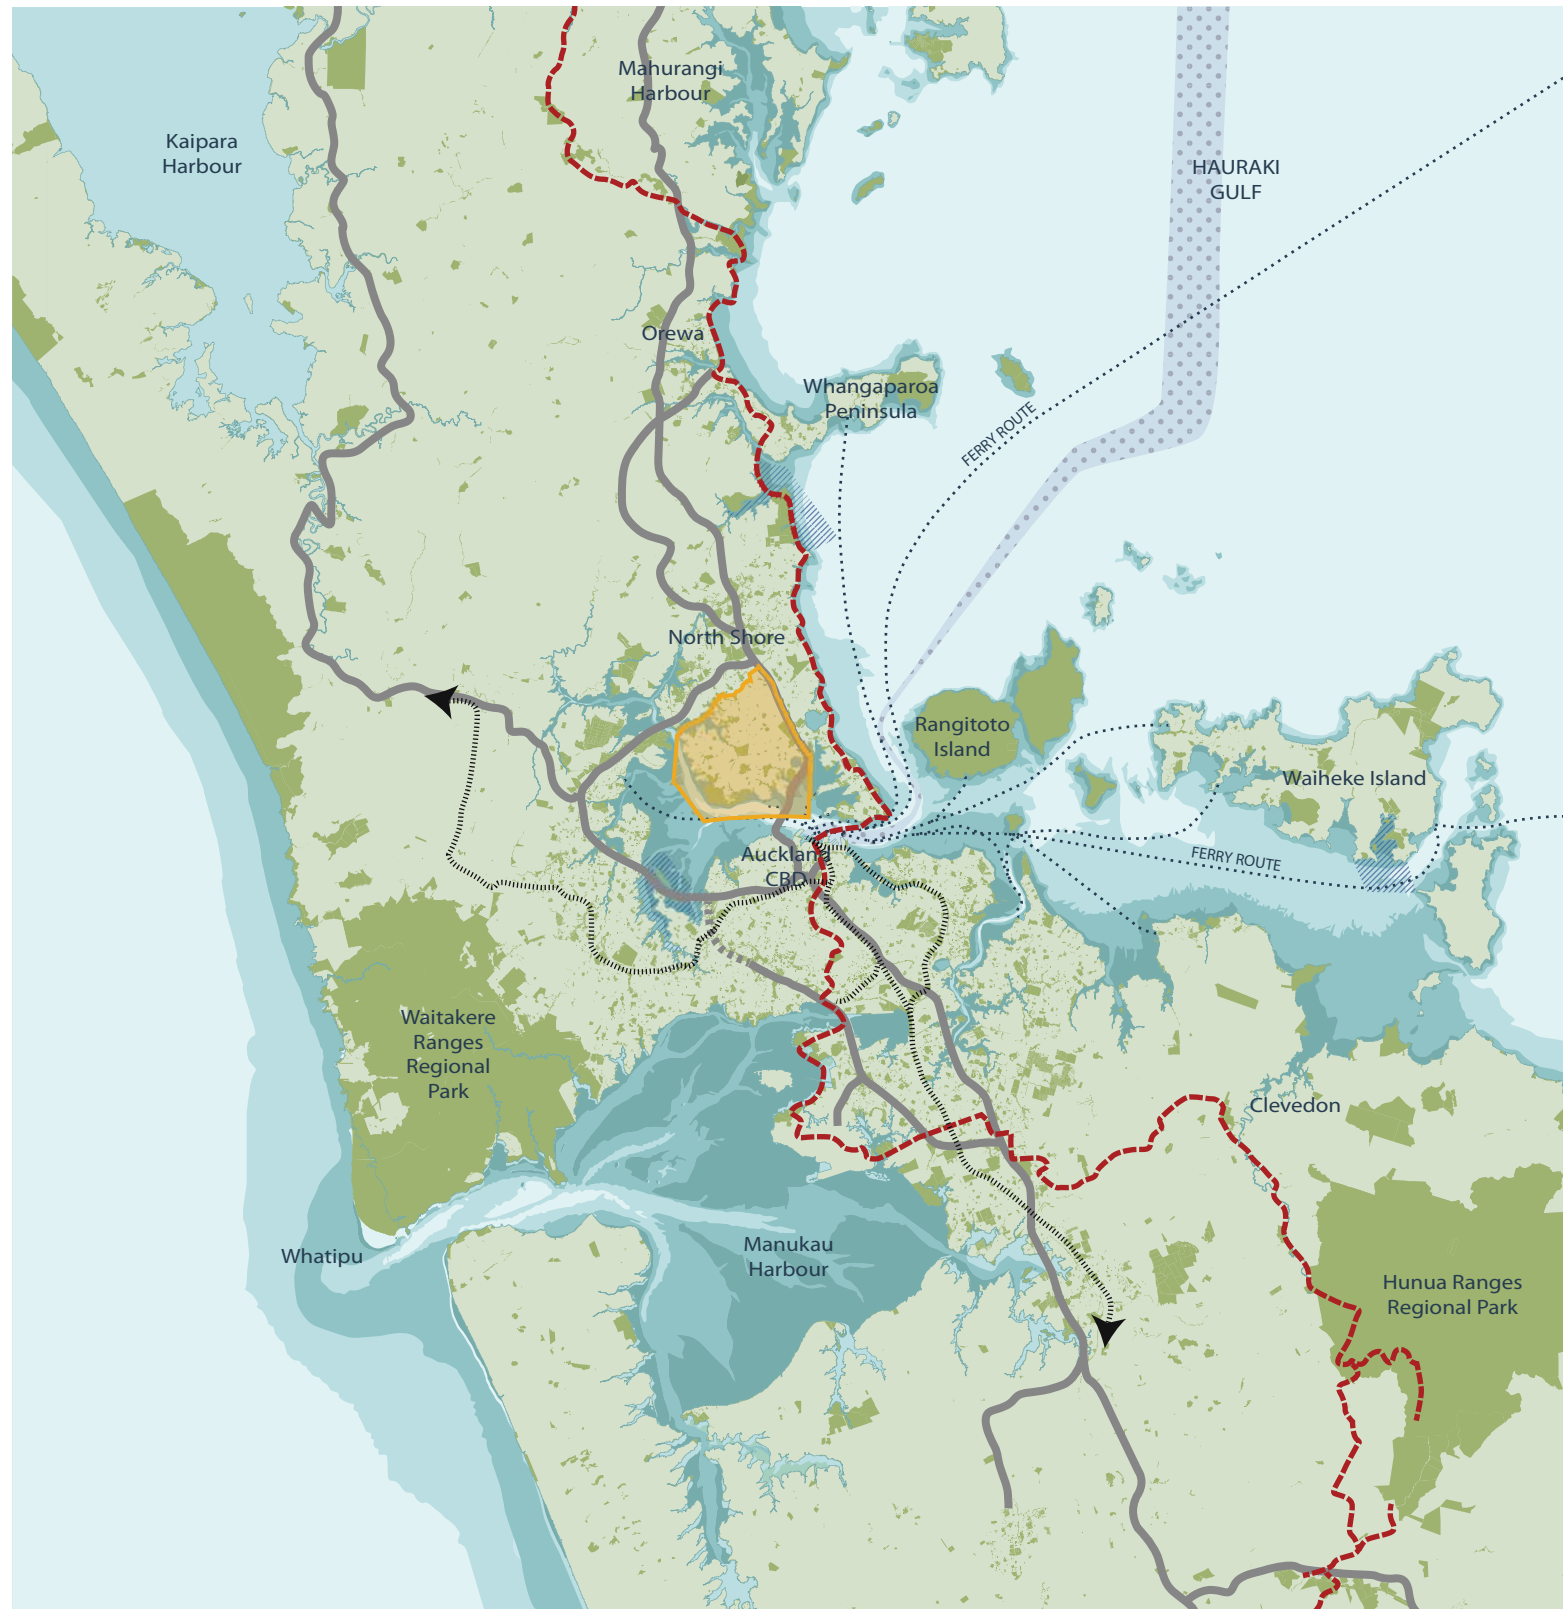 Mahurangi
Harbour
Kaipara
Harbour
HAURAKI
GULF
Orewa
Whangaparoa
Peninsula
FERRY ROUTE
North Shore
Rangitoto
Island
Waiheke Island
Auckland
CBD
FERRY ROUTE
Waitakere
Ranges
Regional
Park
Clevedon
Whatipu
Manukau
Harbour
Hunua Ranges
Regional Park